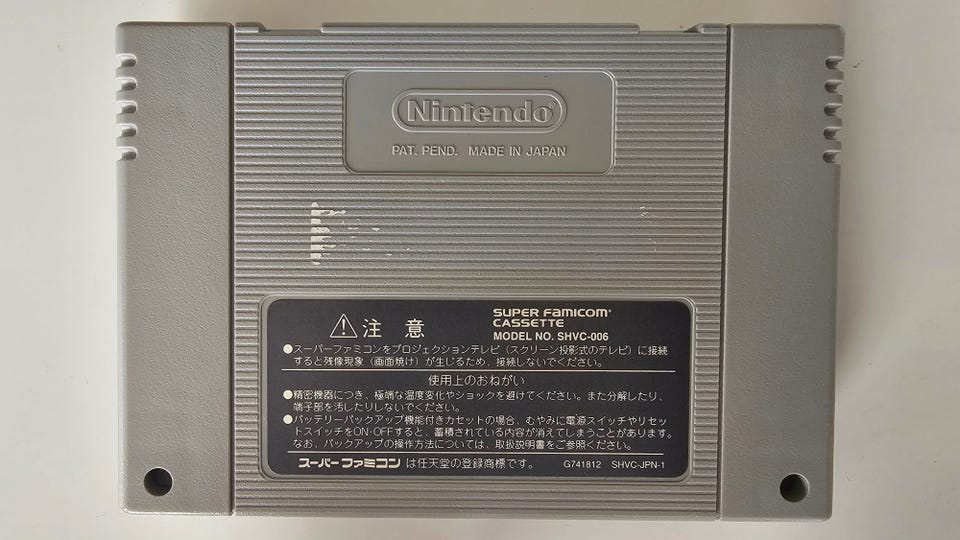 Nintendo®
PAT. PEND. MADE IN JAPAN
注意
SUPER FAMICOM®
CASSETTE
MODEL NO. SHVC-006
●スーパーファミコンをプロジェクションテレビ(スクリーン投影式のテレビ)に接続
すると残像現象(画面焼け)が生じるため、接続しないでください。
使用上のおねがい
●精密機器につき、極端な温度変化やショックを避けてください。また分解したり、
端子部を汚したりしないでください。
●バッテリーバックアップ機能付きカセットの場合、むやみに電源スイッチやリセッ
トスイッチをON・OFFすると、蓄積されている内容が消えてしまうことがあります。
なお、バックアップの操作方法については、取扱説明書をご参照ください。
スーパーファミコンは任天堂の登録商標です。 G741812 SHVC-JPN-1